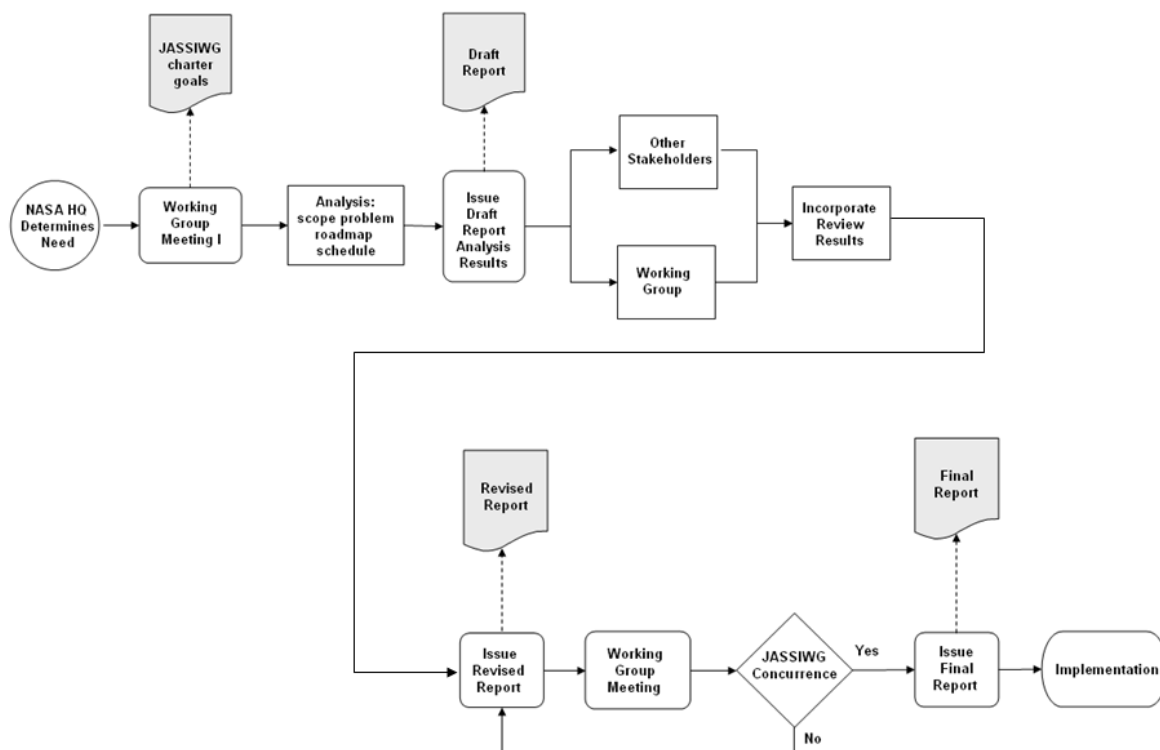 JASSIWG
charter
goals
Draft
Report
NASA HQ
Determines
Need
Working
Group
Meeting I
Analysis:
scope problem
roadmap
schedule
Issue
Draft
Report
Analysis
Results
Other
Stakeholders
Working
Group
Incorporate
Review
Results
Revised
Report
Final
Report
Issue
Revised
Report
Working
Group
Meeting
JASSIWG
Concurrence
Yes
No
Issue
Final
Report
Implementation